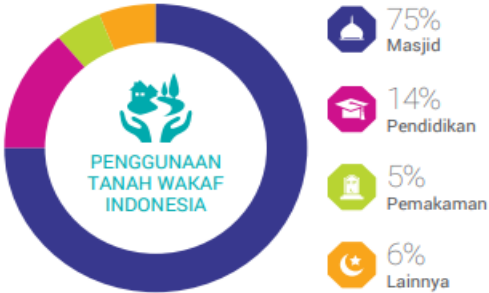 PENGGUNAAN
TANAH WAKAF
INDONESIA
75%
Masjid
14%
Pendidikan
5%
Pemakaman
6%
Lainnya